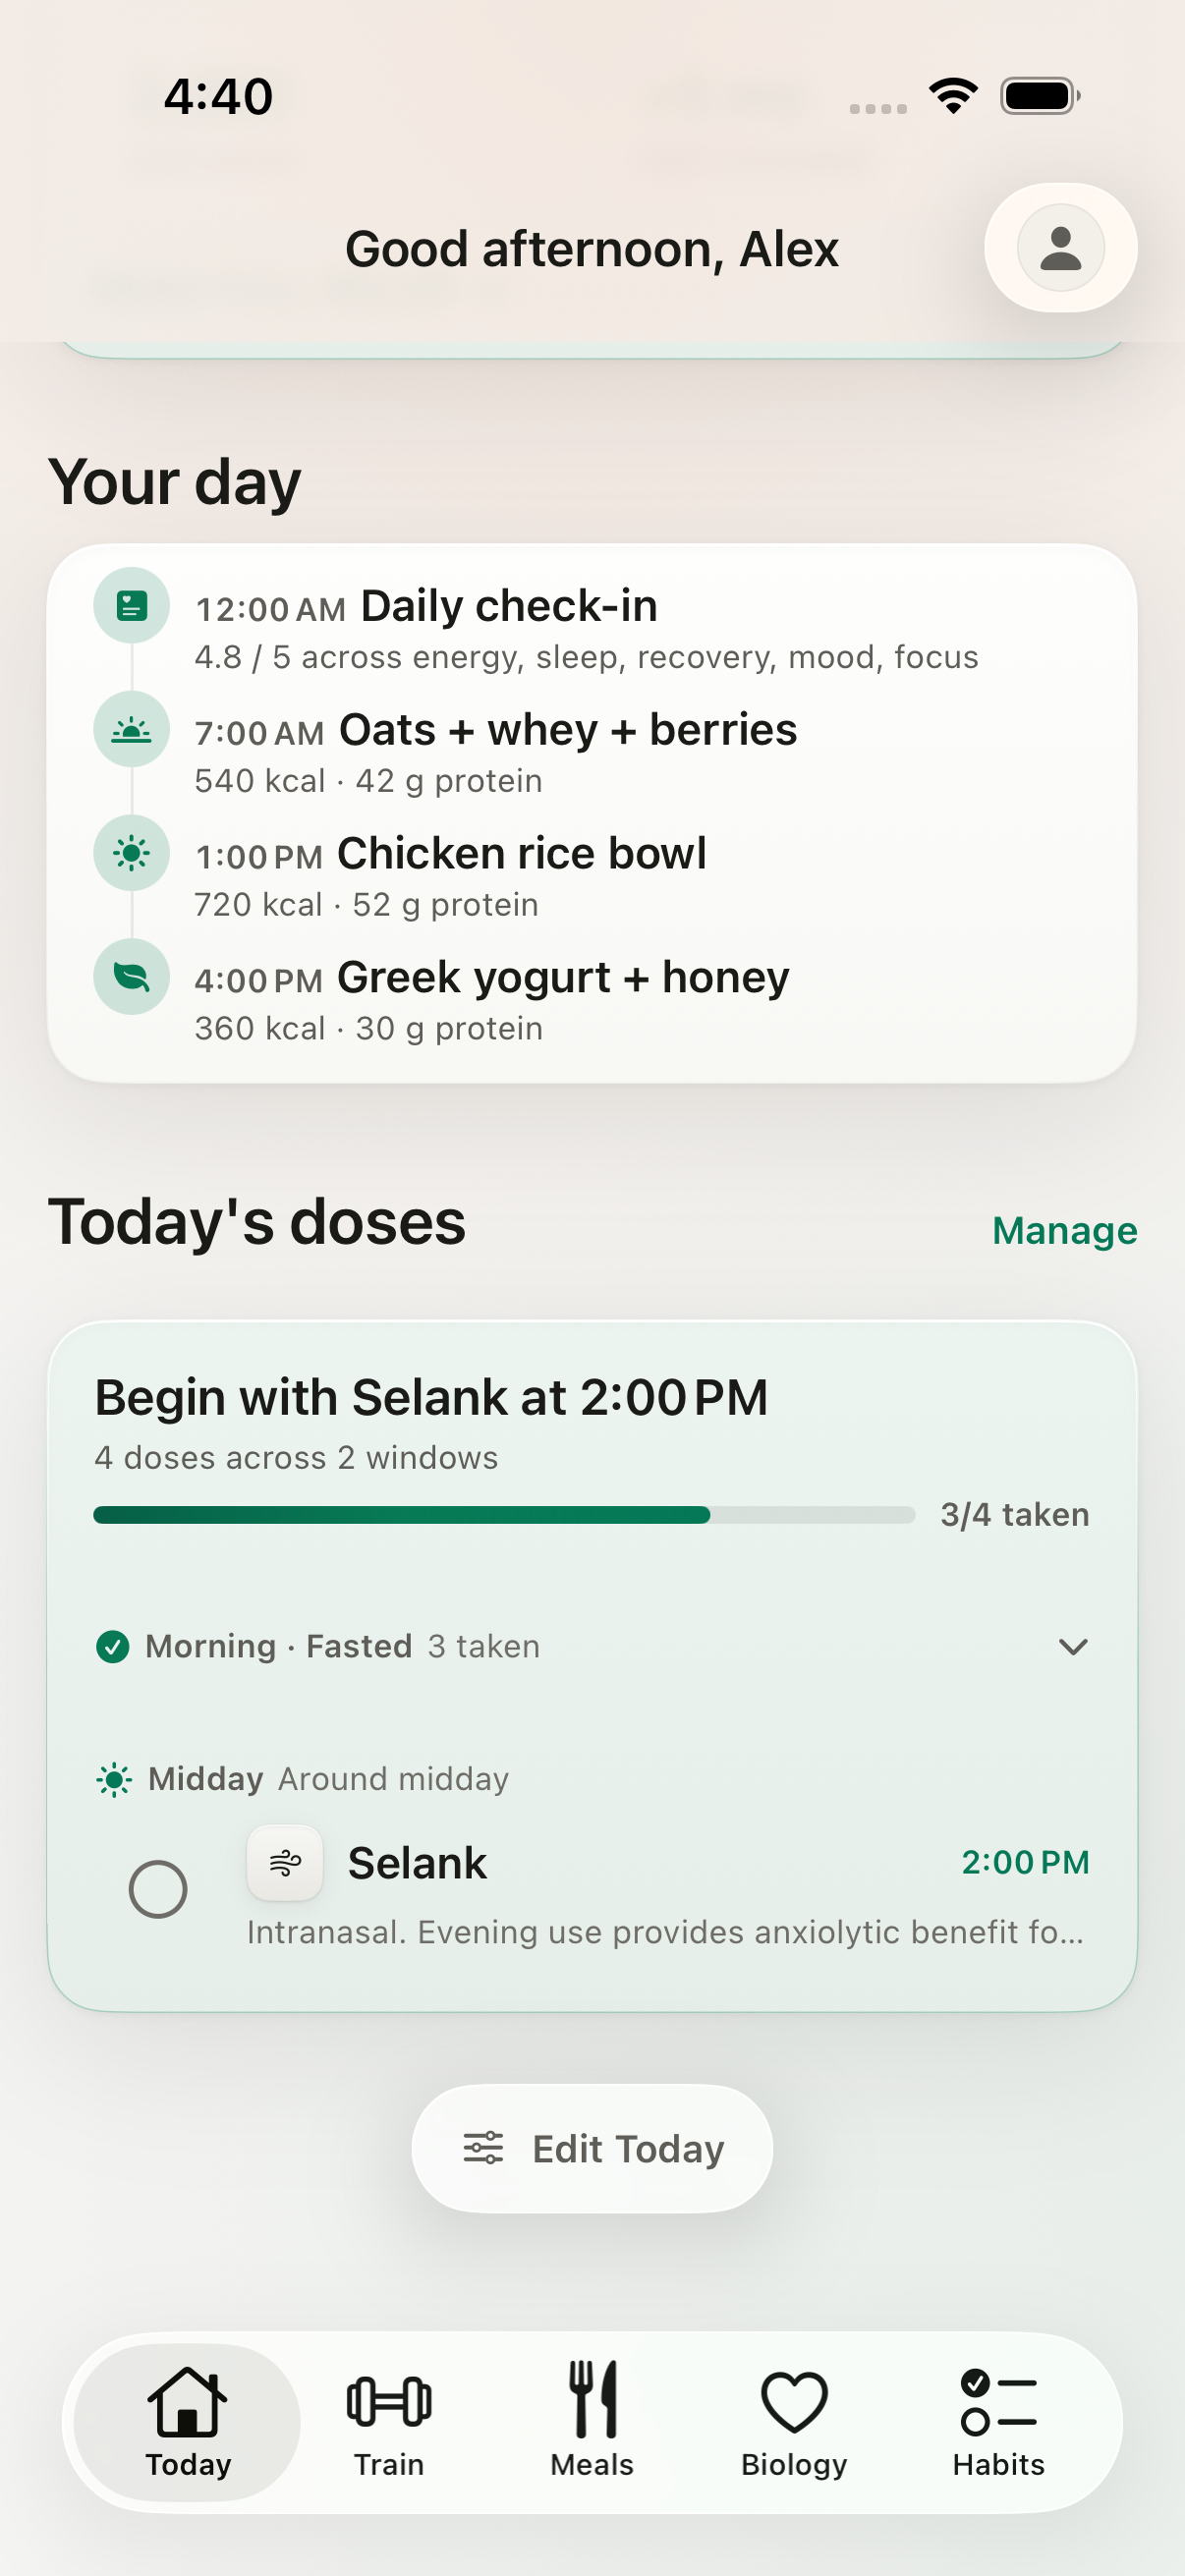 4:40
Good afternoon, Alex
Your day
12:00 AM Daily check-in
4.8 / 5 across energy, sleep, recovery, mood, focus
7:00 AM Oats + whey + berries
540 kcal · 42 g protein
1:00 PM Chicken rice bowl
720 kcal · 52 g protein
4:00 PM Greek yogurt + honey
360 kcal · 30 g protein
Today's doses
Manage
Begin with Selank at 2:00 PM
4 doses across 2 windows
3/4 taken
Morning · Fasted 3 taken
Midday Around midday
Selank 2:00 PM
Intranasal. Evening use provides anxiolytic benefit fo...
Edit Today
Today Train Meals Biology Habits